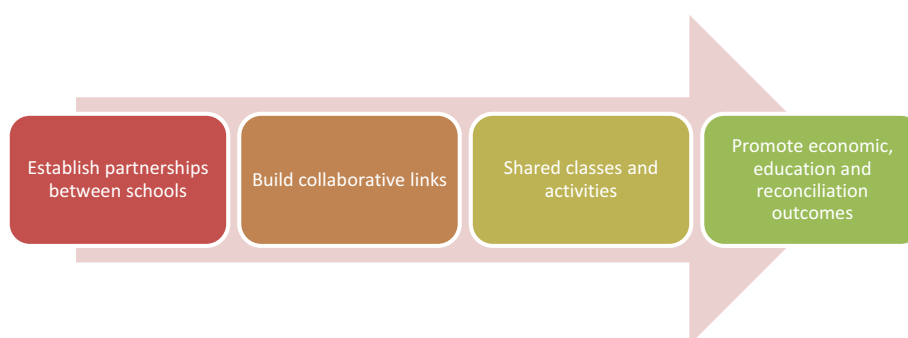 Establish partnerships
between schools
Build collaborative links
Shared classes and
activities
Promote economic,
education and
reconciliation
outcomes